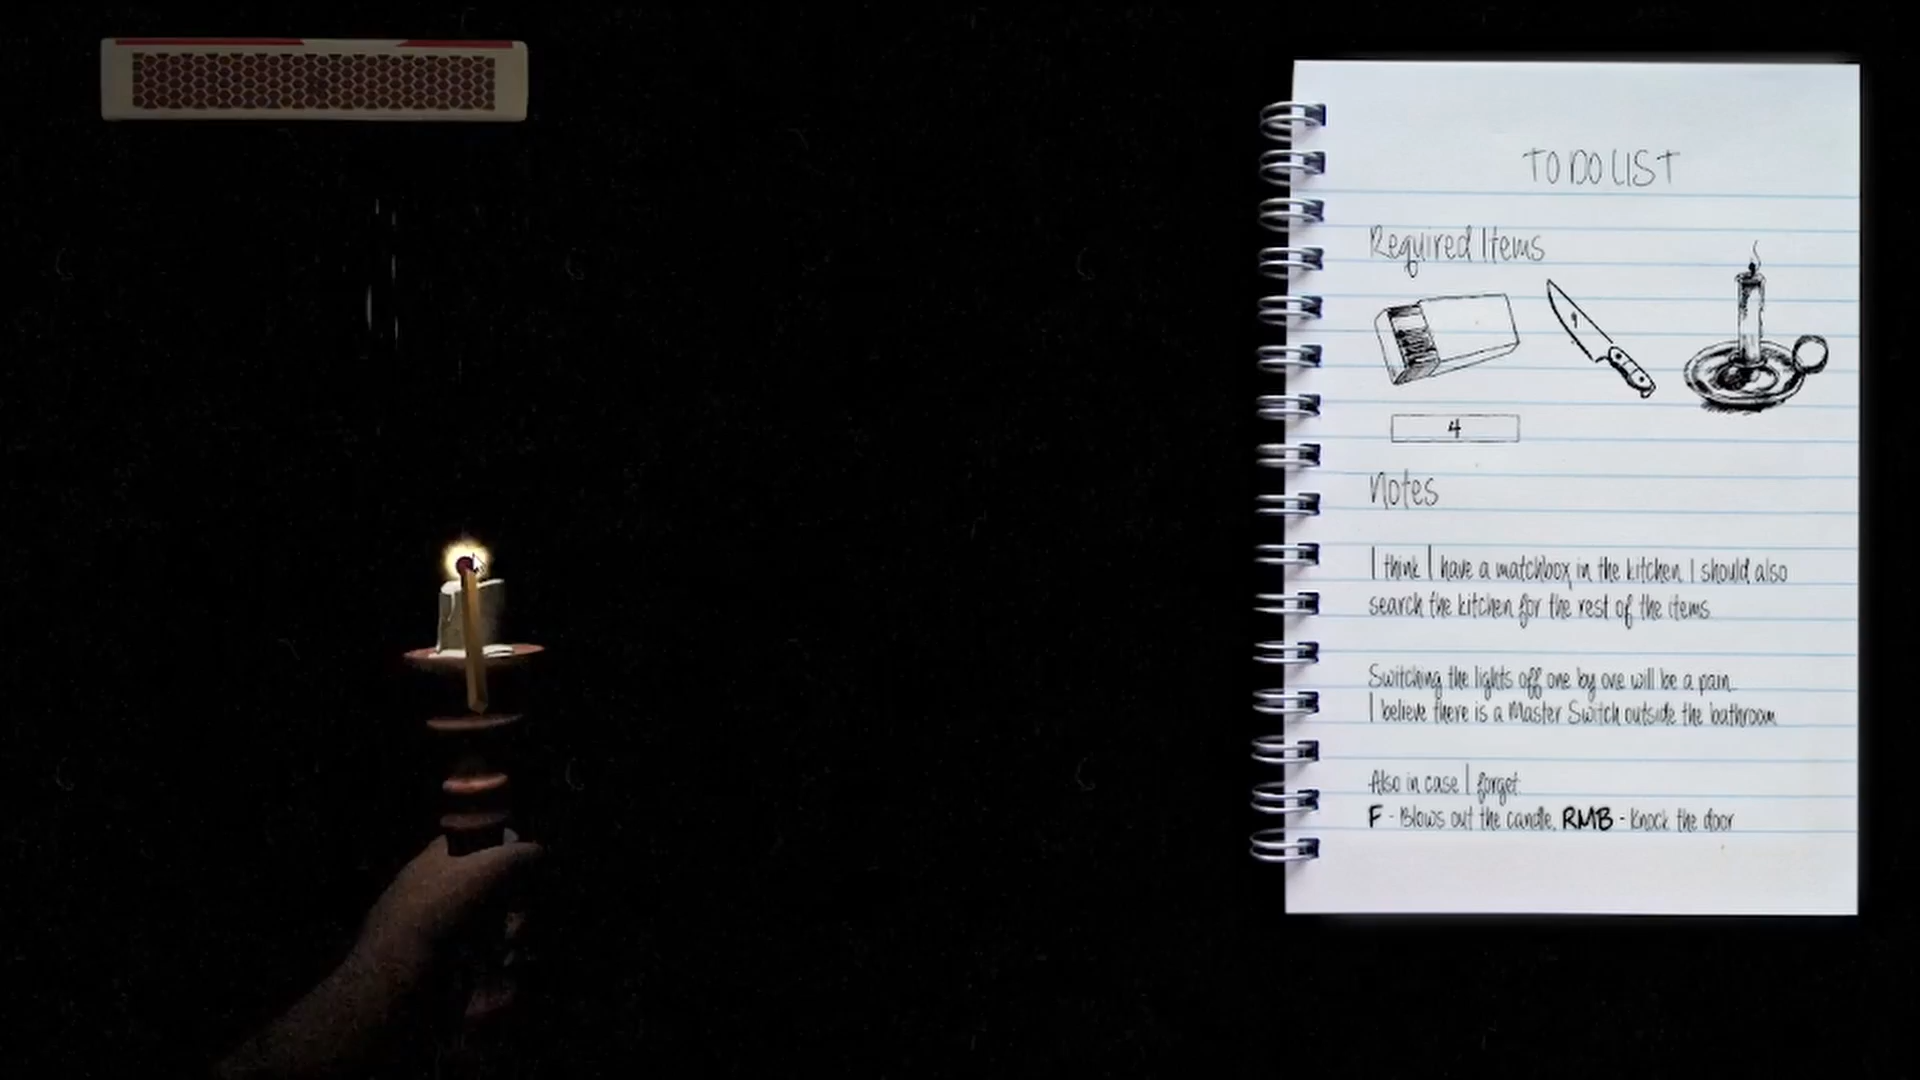 TO DO LIST
Required Items
4
Notes
I think I have a matchbox in the kitchen. I should also
search the kitchen for the rest of the items.
Switching the lights off one by one will be a pain.
I believe there is a Master Switch outside the bathroom.
Also in case I forget:
F - Blows out the candle, RMB - Knock the door